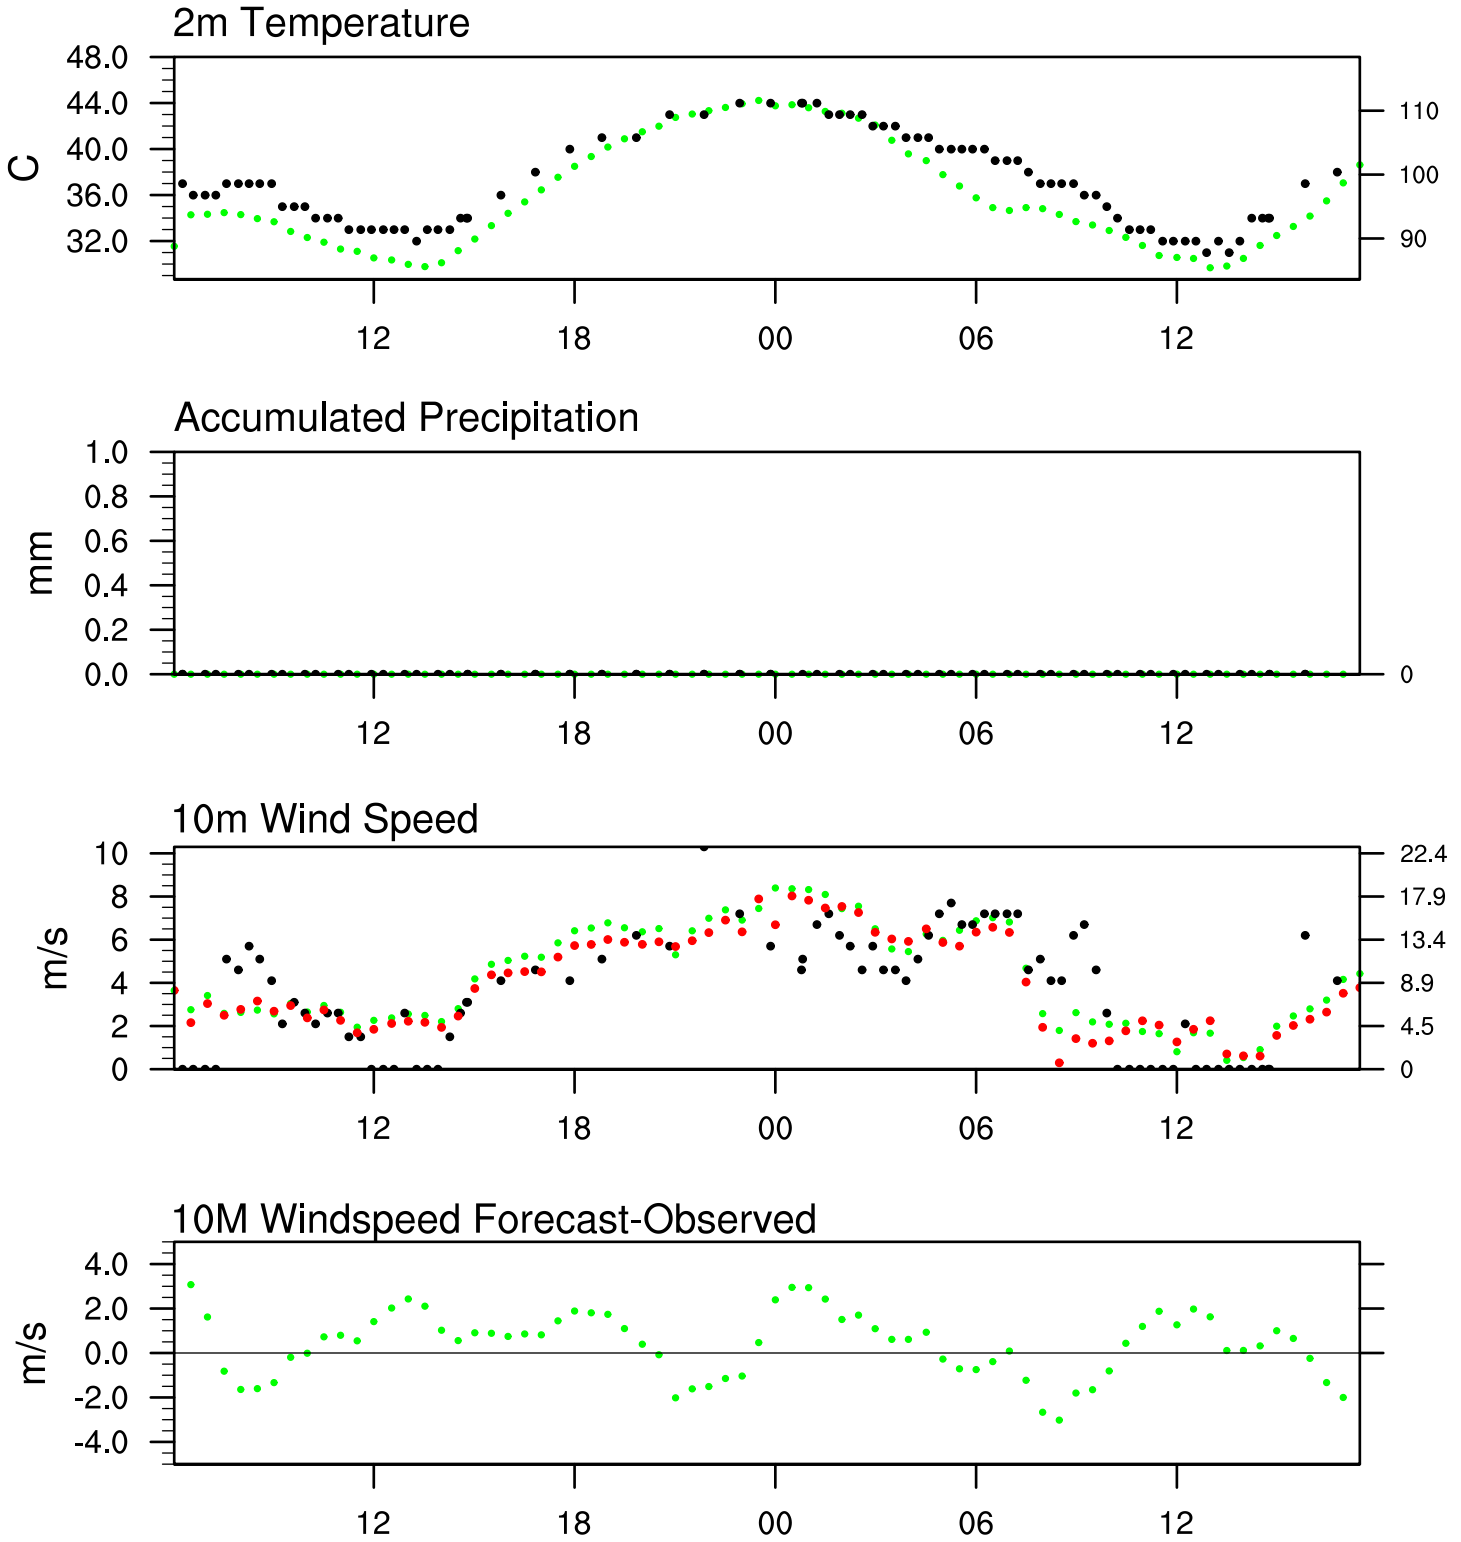 2m Temperature
48.0
44.0 110
40.0
C 100
36.0
32.0 90
12 18 00 06 12
Accumulated Precipitation
1.0
0.8
0.6
mm
0.4
0.2
0.0 0
12 18 00 06 12
10m Wind Speed
10 22.4
8 17.9
6 13.4
m/s
4 8.9
2 4.5
0 0
12 18 00 06 12
10M Windspeed Forecast-Observed
4.0
2.0
m/s 0.0
-2.0
-4.0
12 18 00 06 12